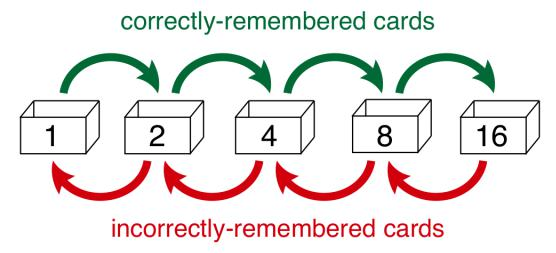 correctly-remembered cards
1 2 4 8 16
incorrectly-remembered cards